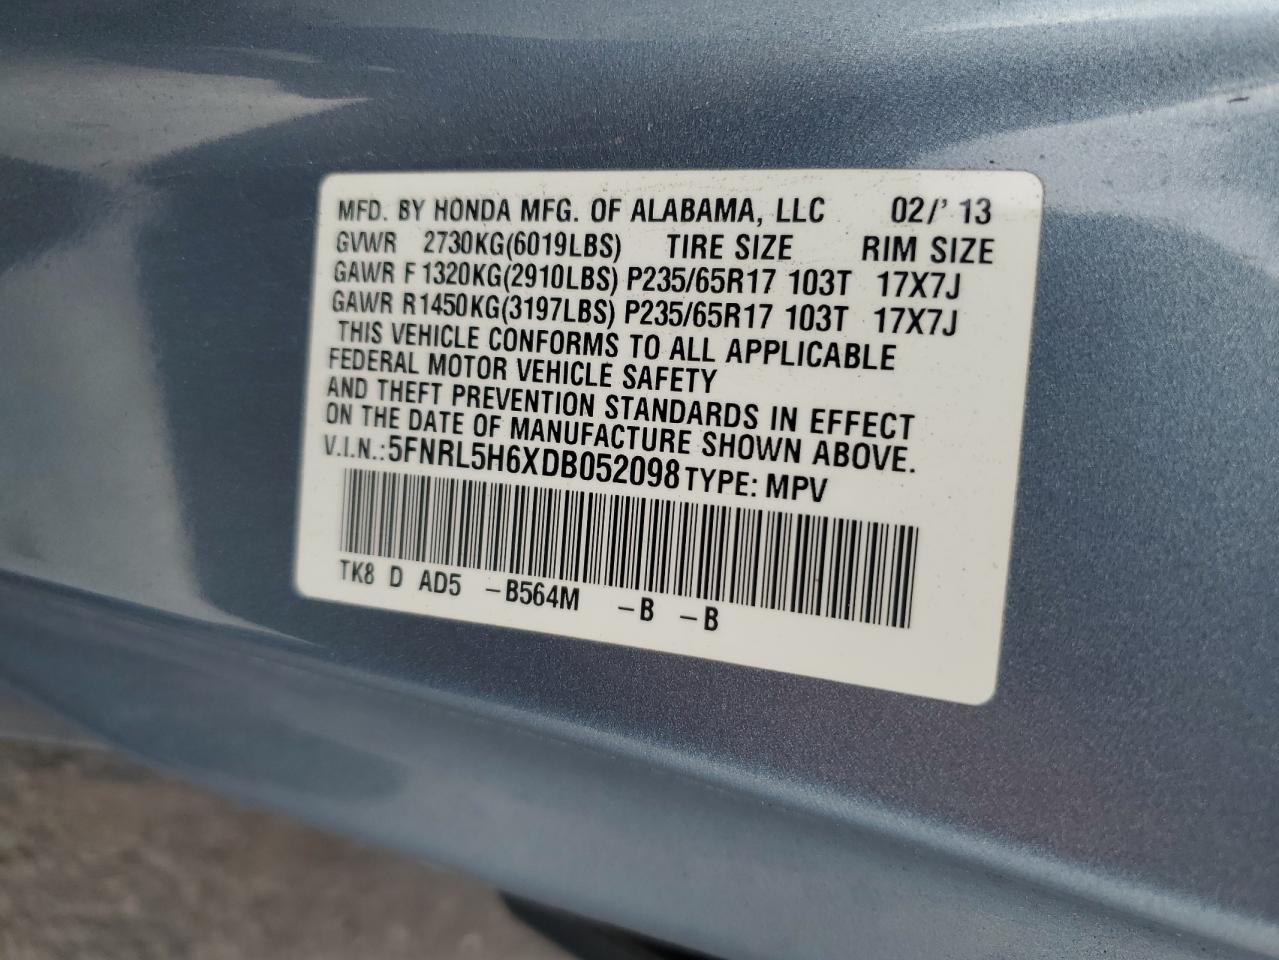 MFD. BY HONDA MFG. OF ALABAMA, LLC 02/' 13
GVWR 2730KG(6019LBS) TIRE SIZE RIM SIZE
GAWR F 1320KG(2910LBS) P235/65R17 103T 17X7J
GAWR R1450KG(3197LBS) P235/65R17 103T 17X7J
THIS VEHICLE CONFORMS TO ALL APPLICABLE
FEDERAL MOTOR VEHICLE SAFETY
AND THEFT PREVENTION STANDARDS IN EFFECT
ON THE DATE OF MANUFACTURE SHOWN ABOVE.
V.I.N.:5FNRL5H6XDB052098 TYPE: MPV
TK8 D AD5 -B564M -B -B